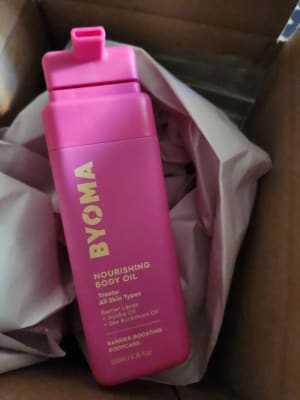 BYOMA
NOURISHING
BODY OIL
Treats:
All Skin Types
Barrier Lipids
+ Jojoba Oil
+ Sea Buckthorn Oil
BARRIER BOOSTING
BODYCARE.